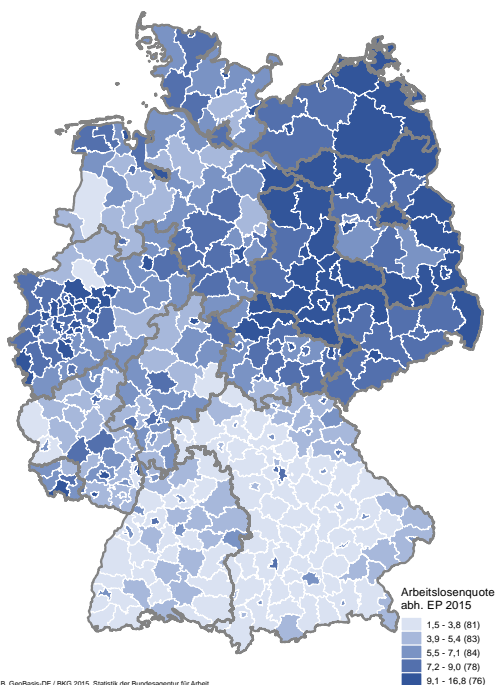 Arbeitslosenquote
abh. EP 2015
1,5 - 3,8 (81)
3,9 - 5,4 (83)
5,5 - 7,1 (84)
7,2 - 9,0 (78)
9,1 - 16,8 (76)
B, GeoBasis-DE / BKG 2015, Statistik der Bundesagentur für Arbeit